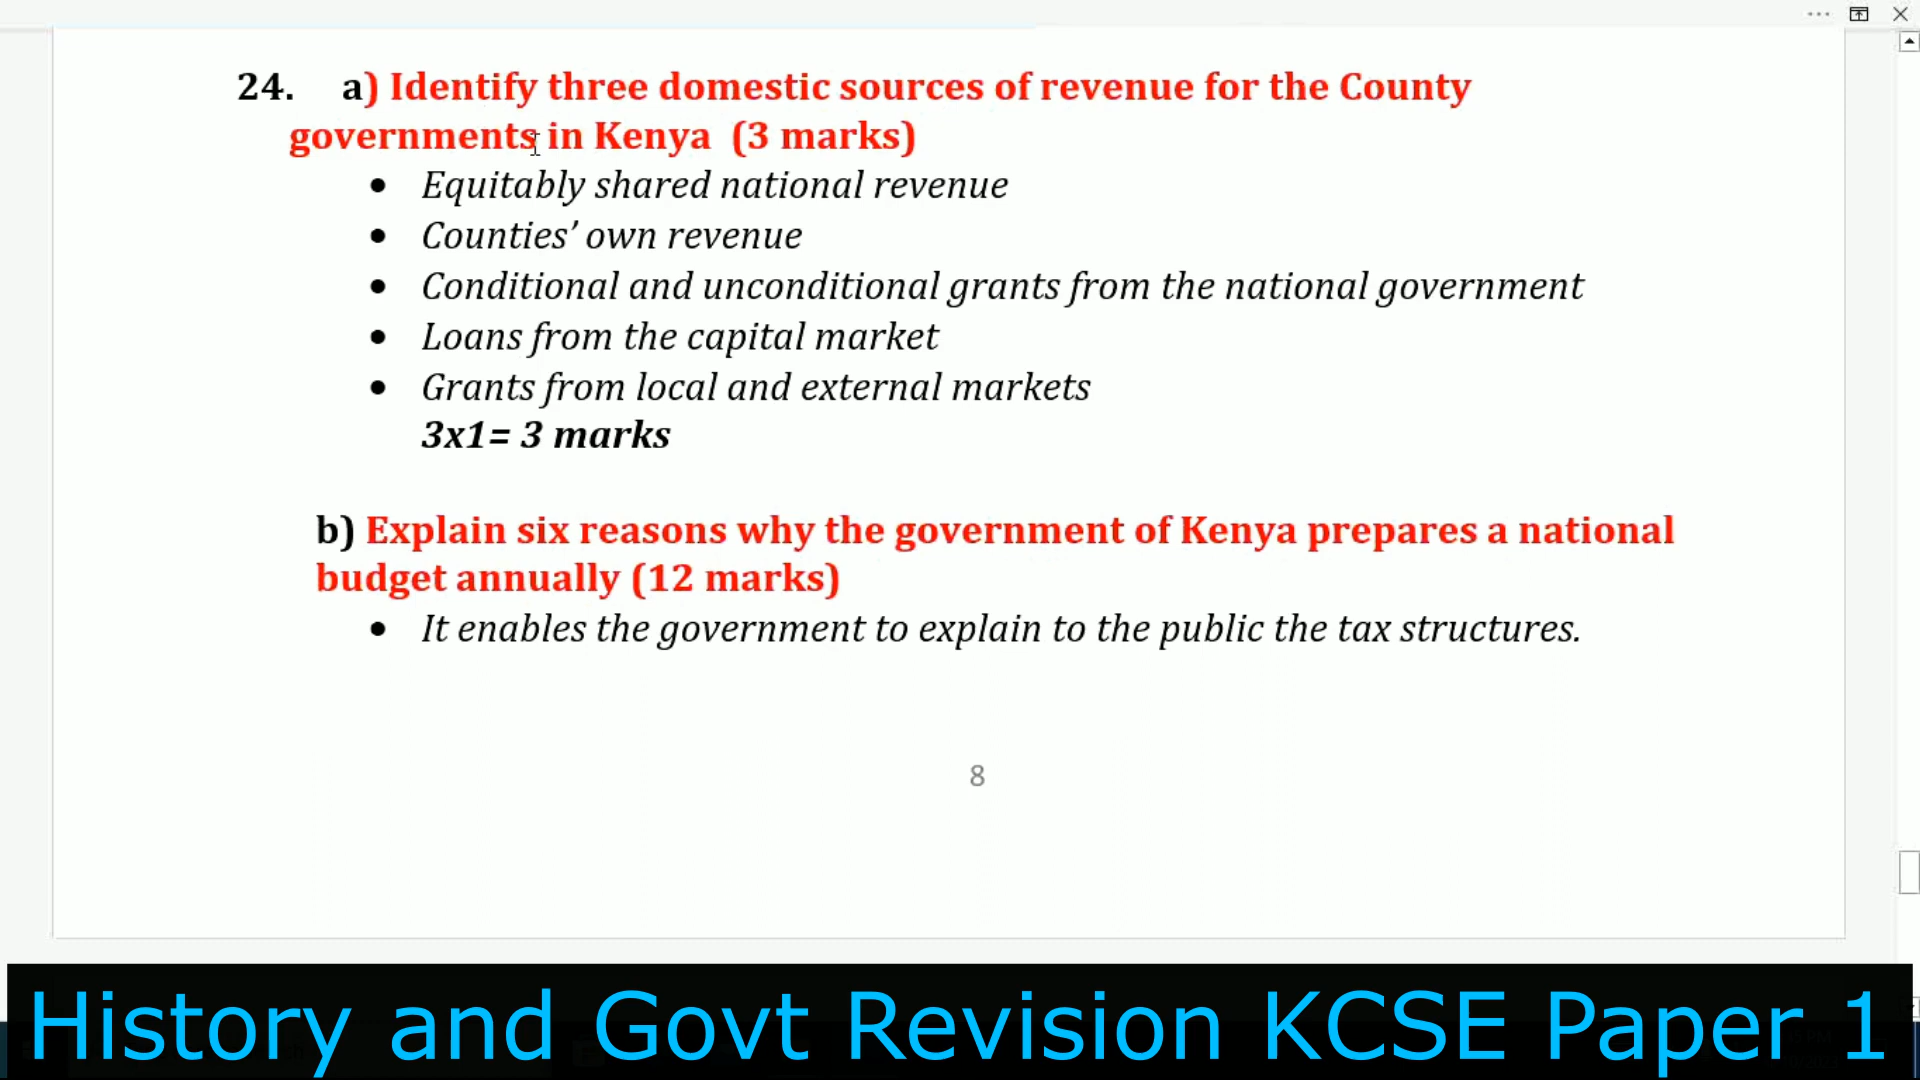 24. a) Identify three domestic sources of revenue for the County
governments in Kenya (3 marks)
• Equitably shared national revenue
• Counties’ own revenue
• Conditional and unconditional grants from the national government
• Loans from the capital market
• Grants from local and external markets
3x1= 3 marks
b) Explain six reasons why the government of Kenya prepares a national
budget annually (12 marks)
• It enables the government to explain to the public the tax structures.
8
History and Govt Revision KCSE Paper 1